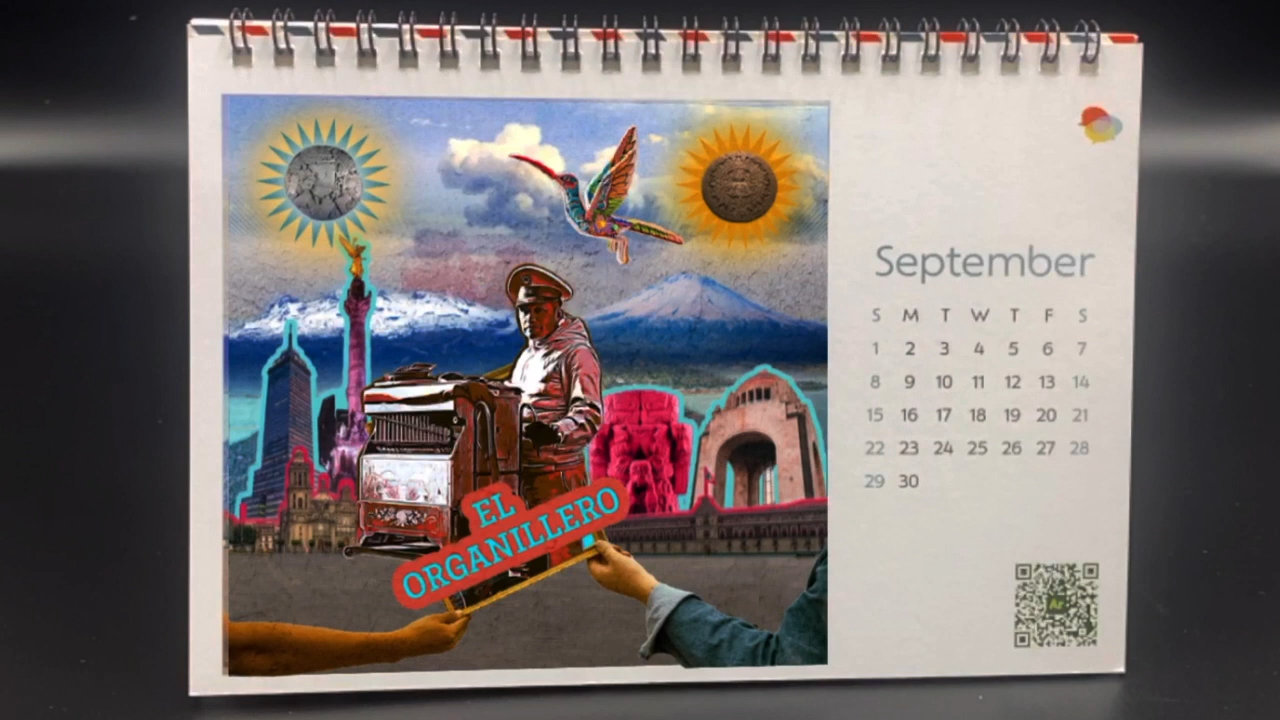 EL
ORGANILLERO
September
S M T W T F S
1 2 3 4 5 6 7
8 9 10 11 12 13 14
15 16 17 18 19 20 21
22 23 24 25 26 27 28
29 30
Ar